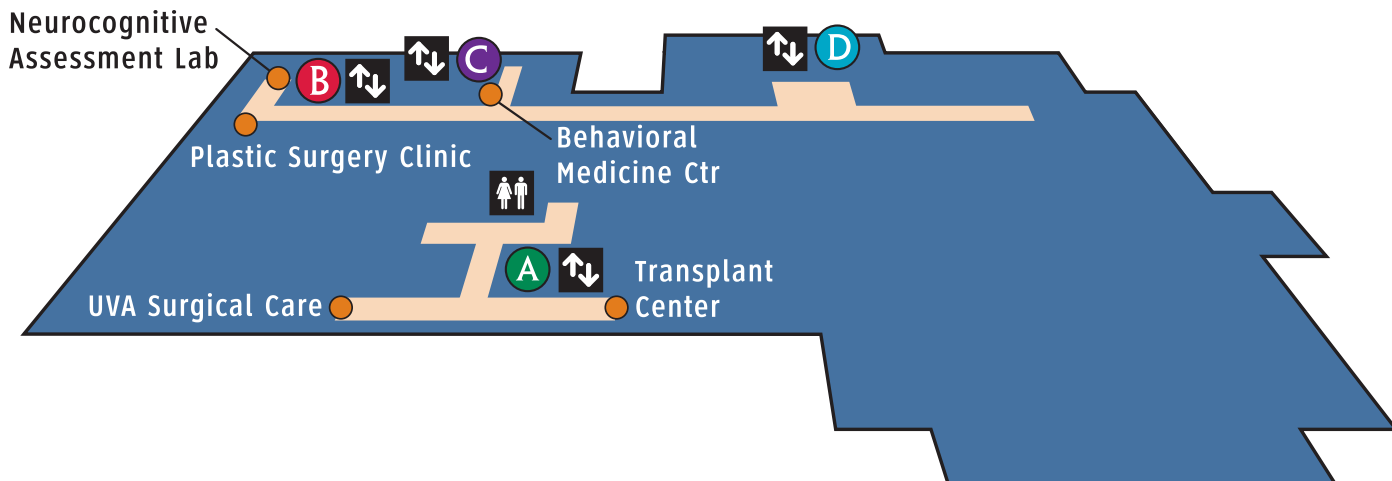 Neurocognitive
Assessment Lab
B
C
D
Plastic Surgery Clinic
Behavioral
Medicine Ctr
A
Transplant
Center
UVA Surgical Care